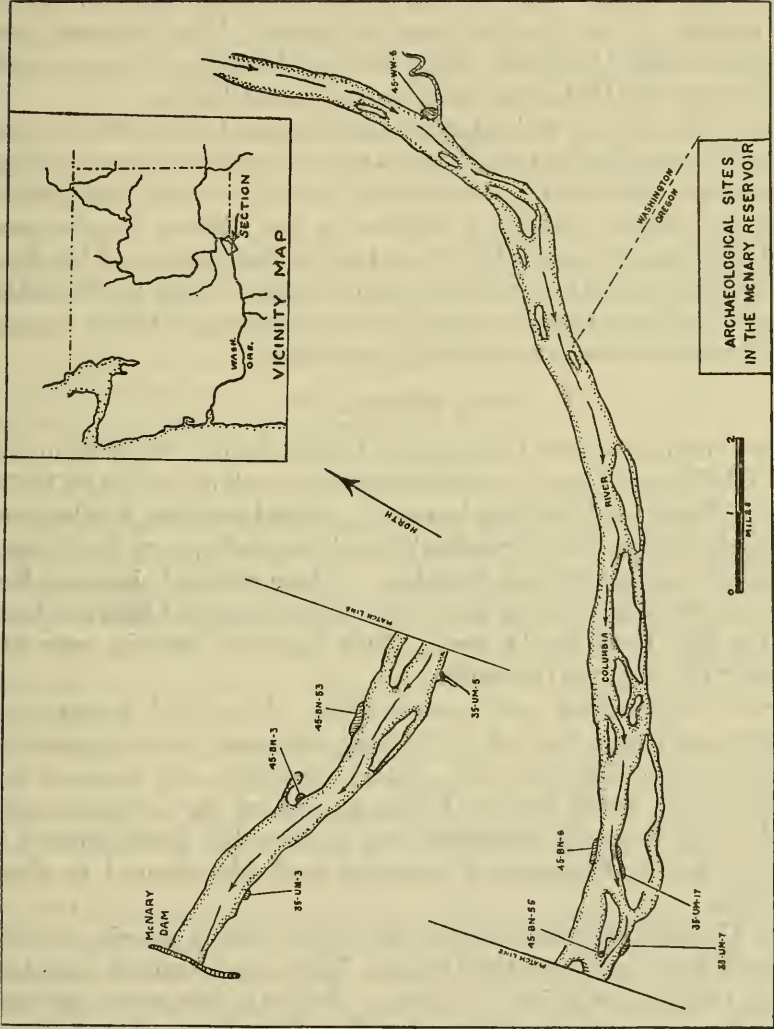 McNARY
DAM
35-UM-3
45-BN-3
45-BN-53
35-UM-5
MATCH LINE
NORTH
WASH.
ORE.
SECTION
VICINITY MAP
45-WW-6
WASHINGTON
OREGON
MATCH LINE
45-BN-55
45-BN-6
35-UM-7
35-UM-17
COLUMBIA
RIVER
0 1 2
MILES
ARCHAEOLOGICAL SITES
IN THE McNARY RESERVOIR